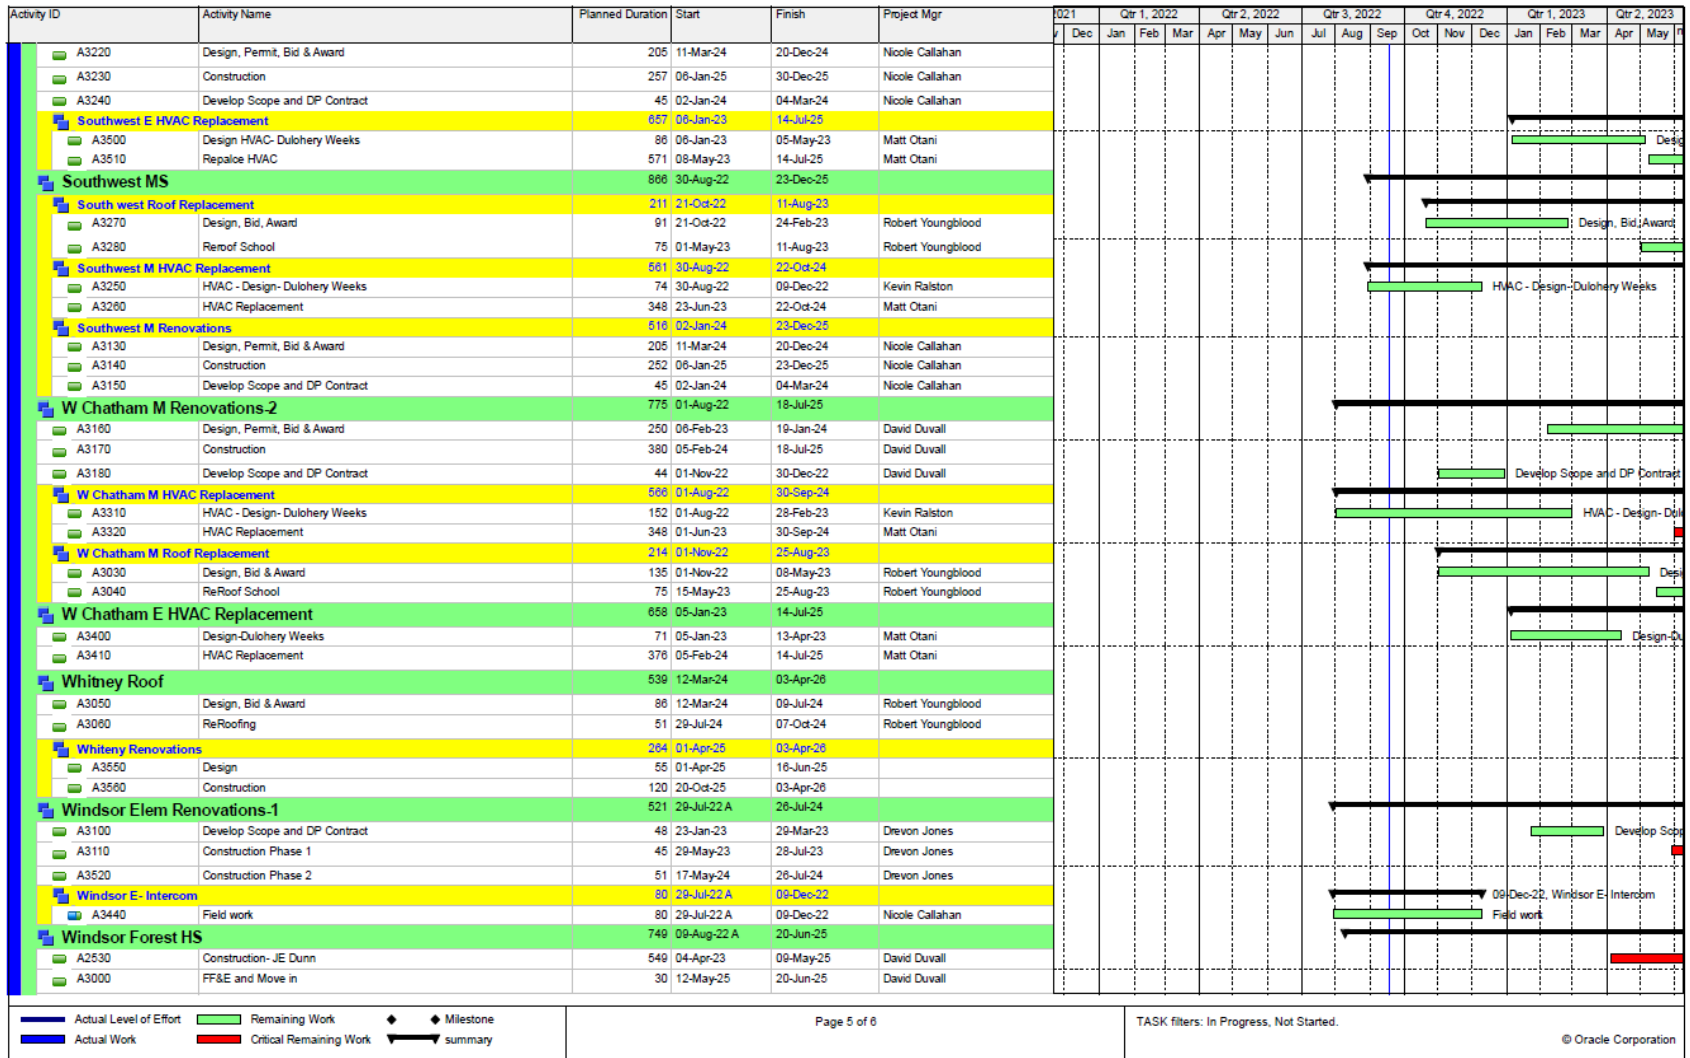 Activity ID Activity Name Planned Duration Start Finish Project Mgr 2021 Qtr 1, 2022 Qtr 2, 2022 Qtr 3, 2022 Qtr 4, 2022 Qtr 1, 2023 Qtr 2, 2023
Dec Jan Feb Mar Apr May Jun Jul Aug Sep Oct Nov Dec Jan Feb Mar Apr May
A3220 Design, Permit, Bid & Award 205 11-Mar-24 20-Dec-24 Nicole Callahan
A3230 Construction 257 06-Jan-25 30-Dec-25 Nicole Callahan
A3240 Develop Scope and DP Contract 45 02-Jan-24 04-Mar-24 Nicole Callahan
Southwest E HVAC Replacement 657 06-Jan-23 14-Jul-25
A3500 Design HVAC- Dulohery Weeks 86 06-Jan-23 05-May-23 Matt Otani Desig
A3510 Repalce HVAC 571 08-May-23 14-Jul-25 Matt Otani
Southwest MS 866 30-Aug-22 23-Dec-25
South west Roof Replacement 211 21-Oct-22 11-Aug-23
A3270 Design, Bid, Award 91 21-Oct-22 24-Feb-23 Robert Youngblood Design, Bid, Award
A3280 Reroof School 75 01-May-23 11-Aug-23 Robert Youngblood
Southwest M HVAC Replacement 561 30-Aug-22 22-Oct-24
A3250 HVAC - Design- Dulohery Weeks 74 30-Aug-22 09-Dec-22 Kevin Ralston HVAC - Design- Dulohery Weeks
A3260 HVAC Replacement 348 23-Jun-23 22-Oct-24 Matt Otani
Southwest M Renovations 516 02-Jan-24 23-Dec-25
A3130 Design, Permit, Bid & Award 205 11-Mar-24 20-Dec-24 Nicole Callahan
A3140 Construction 252 06-Jan-25 23-Dec-25 Nicole Callahan
A3150 Develop Scope and DP Contract 45 02-Jan-24 04-Mar-24 Nicole Callahan
W Chatham M Renovations-2 775 01-Aug-22 18-Jul-25
A3160 Design, Permit, Bid & Award 250 06-Feb-23 19-Jan-24 David Duvall
A3170 Construction 380 05-Feb-24 18-Jul-25 David Duvall
A3180 Develop Scope and DP Contract 44 01-Nov-22 30-Dec-22 David Duvall Develop Scope and DP Contract
W Chatham M HVAC Replacement 566 01-Aug-22 30-Sep-24
A3310 HVAC - Design- Dulohery Weeks 152 01-Aug-22 28-Feb-23 Kevin Ralston HVAC - Design- Dul
A3320 HVAC Replacement 348 01-Jun-23 30-Sep-24 Matt Otani
W Chatham M Roof Replacement 214 01-Nov-22 25-Aug-23
A3030 Design, Bid & Award 135 01-Nov-22 08-May-23 Robert Youngblood Desi
A3040 ReRoof School 75 15-May-23 25-Aug-23 Robert Youngblood
W Chatham E HVAC Replacement 658 05-Jan-23 14-Jul-25
A3400 Design-Dulohery Weeks 71 05-Jan-23 13-Apr-23 Matt Otani Design-Du
A3410 HVAC Replacement 376 05-Feb-24 14-Jul-25 Matt Otani
Whitney Roof 539 12-Mar-24 03-Apr-26
A3050 Design, Bid & Award 86 12-Mar-24 09-Jul-24 Robert Youngblood
A3060 ReRoofing 51 29-Jul-24 07-Oct-24 Robert Youngblood
Whiteny Renovations 264 01-Apr-25 03-Apr-26
A3550 Design 55 01-Apr-25 16-Jun-25
A3560 Construction 120 20-Oct-25 03-Apr-26
Windsor Elem Renovations-1 521 29-Jul-22 A 26-Jul-24
A3100 Develop Scope and DP Contract 48 23-Jan-23 29-Mar-23 Drevon Jones Develop Scop
A3110 Construction Phase 1 45 29-May-23 28-Jul-23 Drevon Jones
A3520 Construction Phase 2 51 17-May-24 26-Jul-24 Drevon Jones
Windsor E- Intercom 80 29-Jul-22 A 09-Dec-22 09-Dec-22, Windsor E- Intercom
A3440 Field work 80 29-Jul-22 A 09-Dec-22 Nicole Callahan Field work
Windsor Forest HS 749 09-Aug-22 A 20-Jun-25
A2530 Construction- JE Dunn 549 04-Apr-23 09-May-25 David Duvall
A3000 FF&E and Move in 30 12-May-25 20-Jun-25 David Duvall
Actual Level of Effort Remaining Work Milestone Page 5 of 6 TASK filters: In Progress, Not Started.
Actual Work Critical Remaining Work summary
© Oracle Corporation